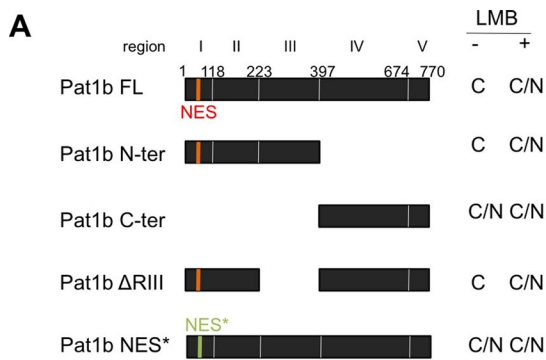 A
LMB
region I II III IV V - +
1 118 223 397 674 770
Pat1b FL C C/N
NES
Pat1b N-ter C C/N
Pat1b C-ter C/N C/N
Pat1b ΔRIII C C/N
NES*
Pat1b NES* C/N C/N